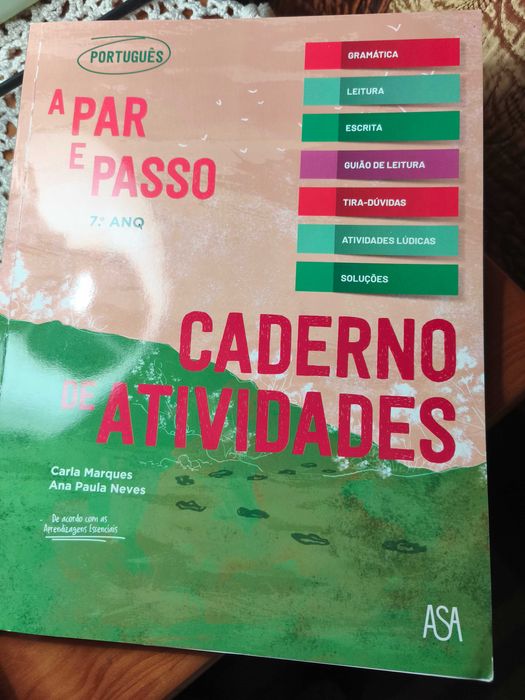 PORTUGUÊS
A PAR
E PASSO
7.º ANO
GRAMÁTICA
LEITURA
ESCRITA
GUIÃO DE LEITURA
TIRA-DÚVIDAS
ATIVIDADES LÚDICAS
SOLUÇÕES
CADERNO
DE ATIVIDADES
Carla Marques
Ana Paula Neves
De acordo com as
Aprendizagens Essenciais
ASA